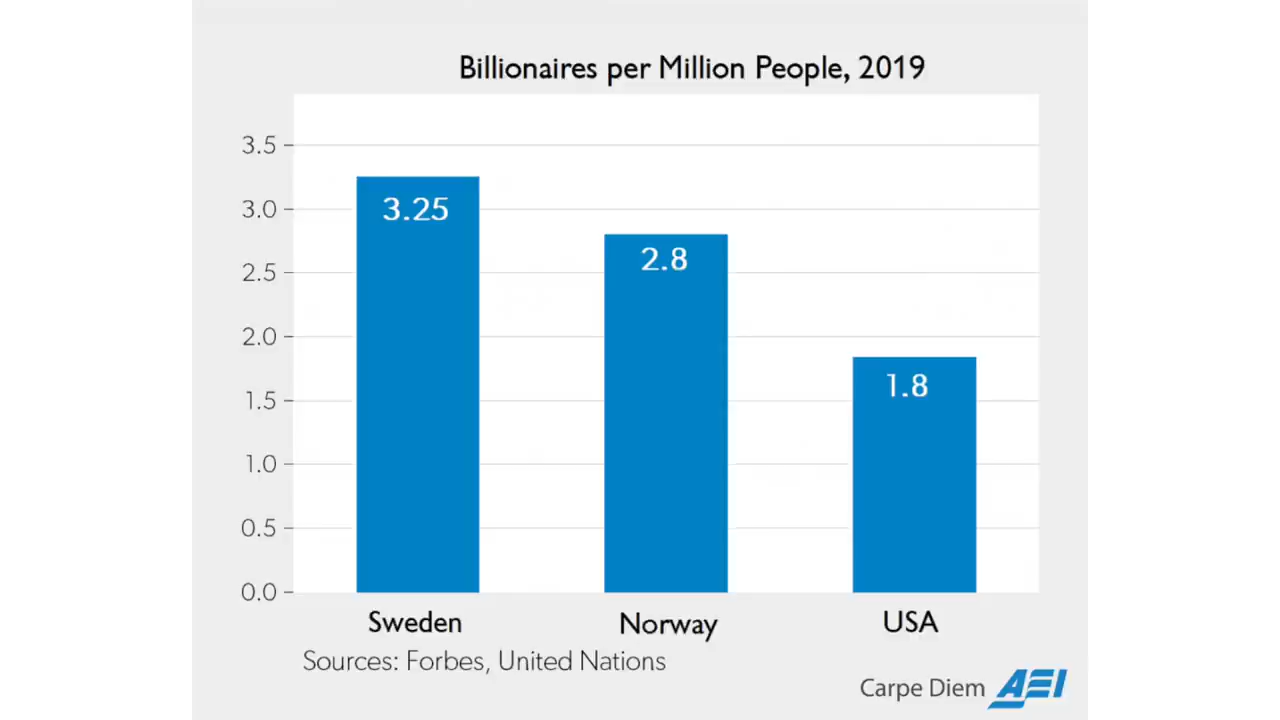 Billionaires per Million People, 2019
3.5
3.0
2.5
2.0
1.5
1.0
0.5
0.0
3.25
2.8
1.8
Sweden
Norway
USA
Sources: Forbes, United Nations
Carpe Diem AEI